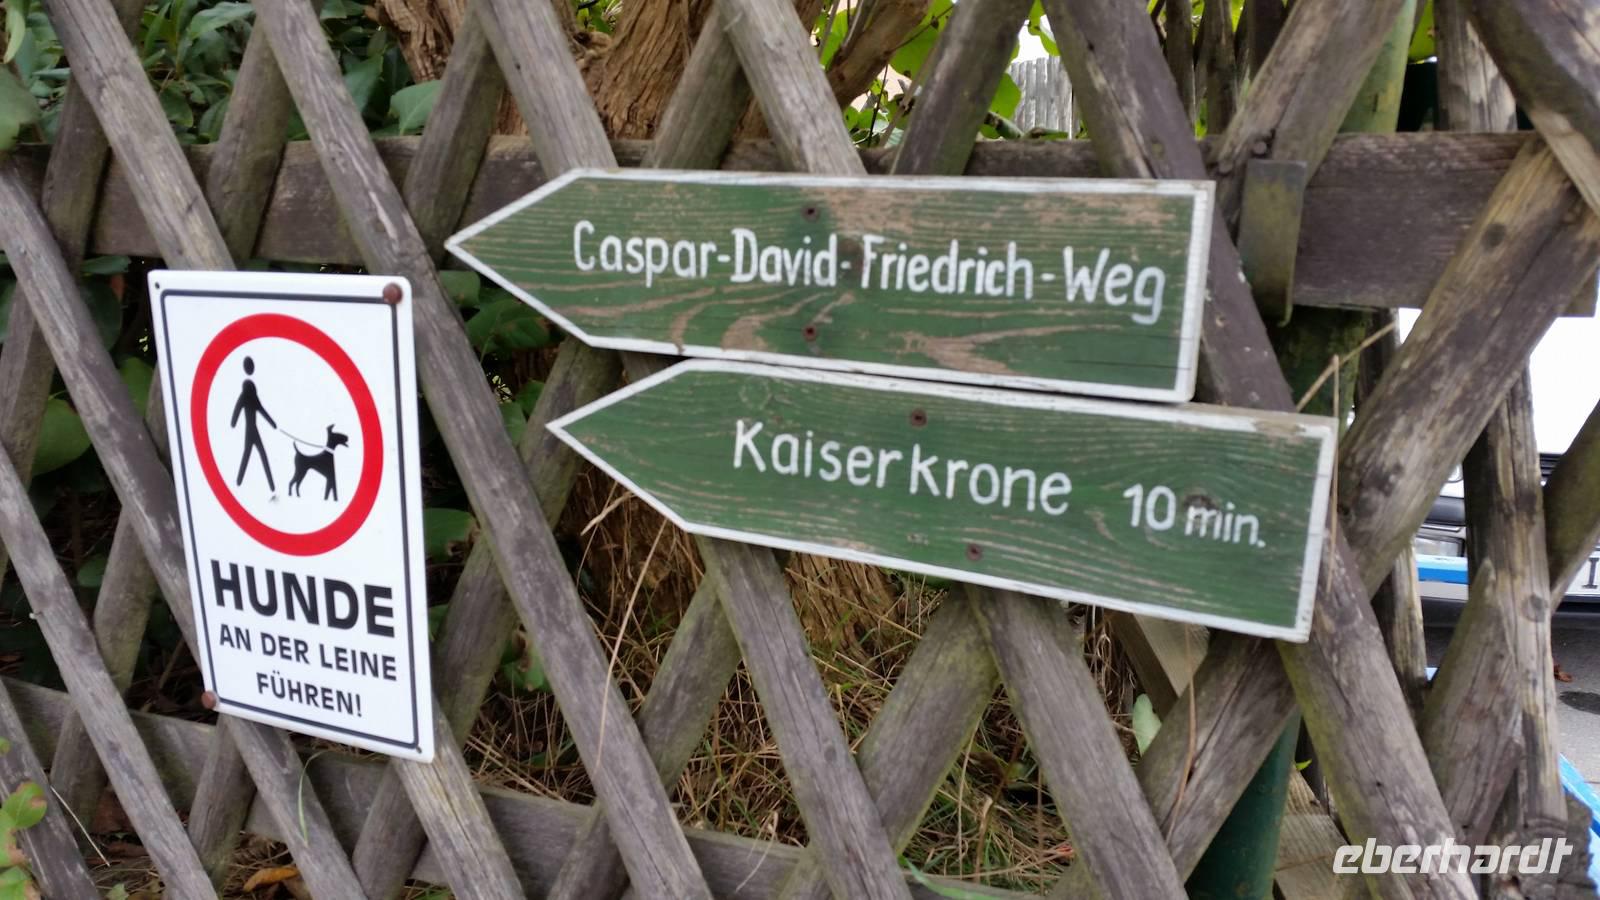 Caspar-David-Friedrich-Weg
Kaiserkrone 10 min.
HUNDE
AN DER LEINE
FÜHREN!
eberhardt